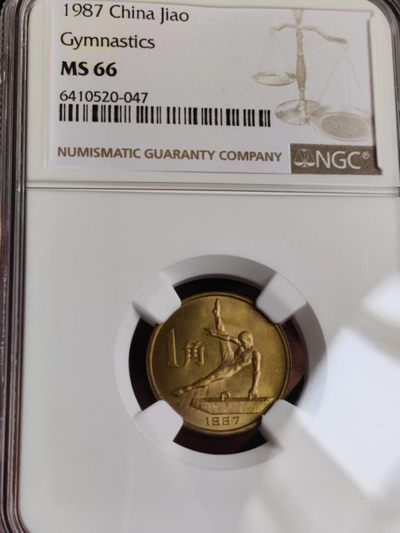 1987 China Jiao
Gymnastics
MS 66
6410520-047
NUMISMATIC GUARANTY COMPANY NGC®
1角
1987